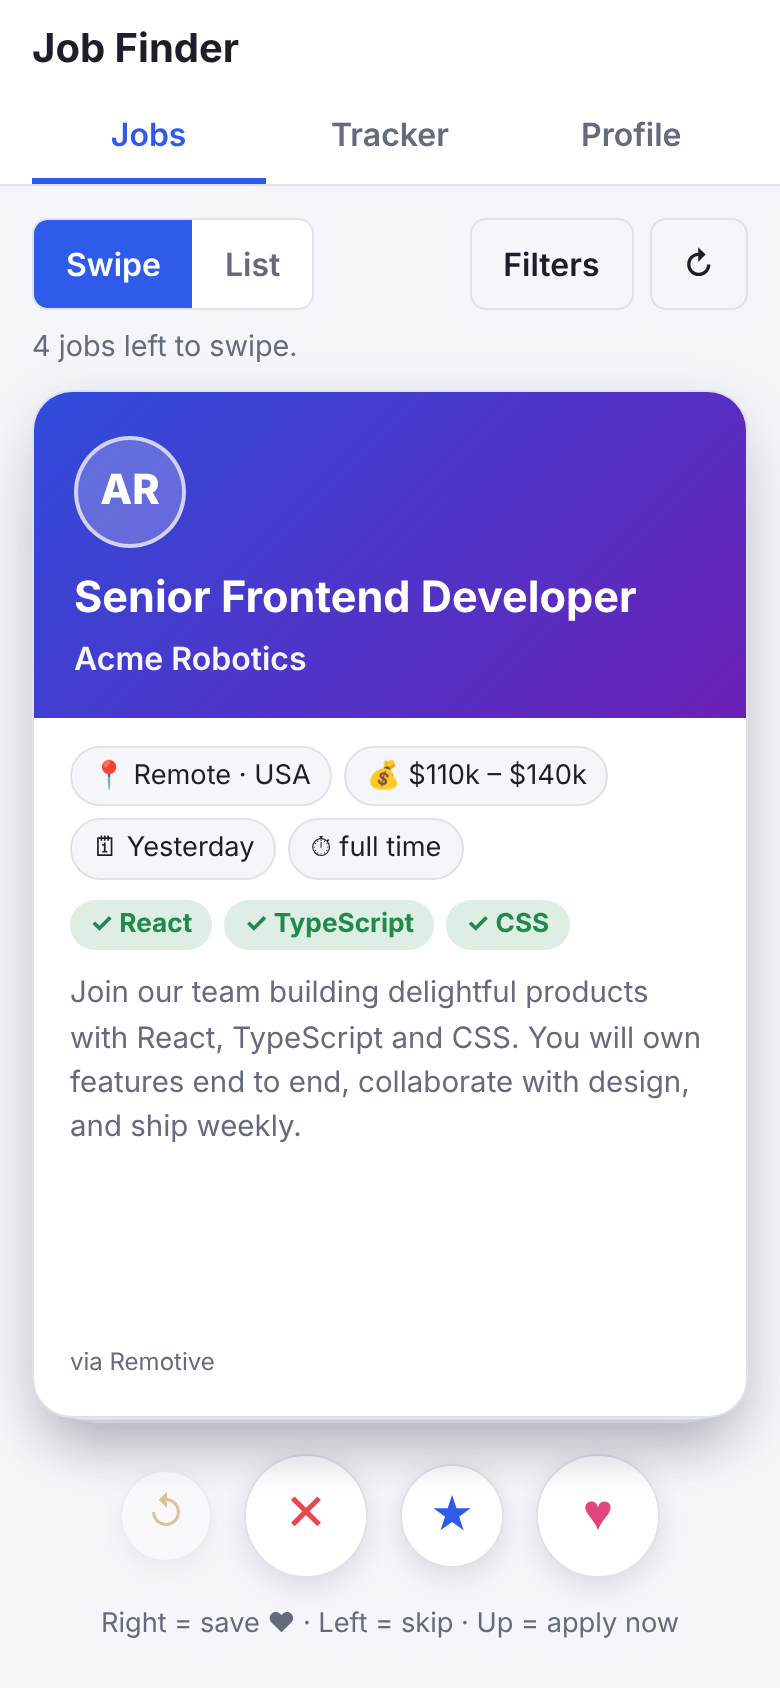 Job Finder
Jobs Tracker Profile
Swipe List Filters ↻
4 jobs left to swipe.
AR
Senior Frontend Developer
Acme Robotics
📍 Remote · USA 💰 $110k – $140k
🗓 Yesterday ⏱ full time
✓ React ✓ TypeScript ✓ CSS
Join our team building delightful products
with React, TypeScript and CSS. You will own
features end to end, collaborate with design,
and ship weekly.
via Remotive
Right = save ♥ · Left = skip · Up = apply now